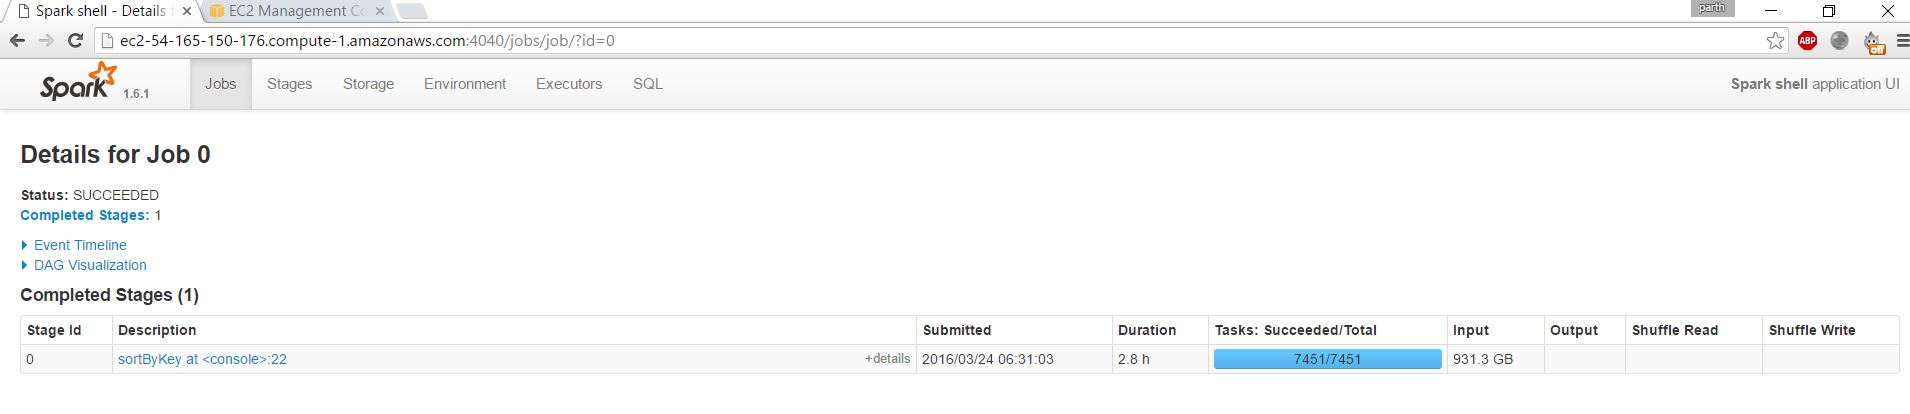 Spark shell - Details f
EC2 Management Co
parth
ec2-54-165-150-176.compute-1.amazonaws.com:4040/jobs/job/?id=0
ABP
Off
Spark 1.6.1 Jobs Stages Storage Environment Executors SQL Spark shell application UI
Details for Job 0
Status: SUCCEEDED
Completed Stages: 1
Event Timeline
DAG Visualization
Completed Stages (1)
Stage Id Description Submitted Duration Tasks: Succeeded/Total Input Output Shuffle Read Shuffle Write
0 sortByKey at <console>:22 +details 2016/03/24 06:31:03 2.8 h 7451/7451 931.3 GB